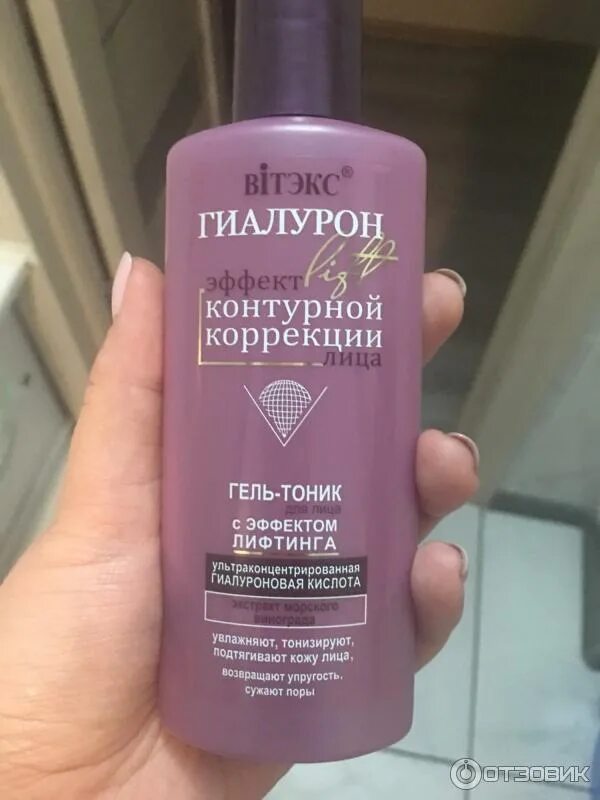 ВІТЭКС®
ГИАЛУРОН
lift
эффект
контурной
коррекции
лица
ГЕЛЬ-ТОНИК
для лица
с ЭФФЕКТОМ
ЛИФТИНГА
ультраконцентрированная
ГИАЛУРОНОВАЯ КИСЛОТА
экстракт морского
винограда
увлажняют, тонизируют,
подтягивают кожу лица,
возвращают упругость,
сужают поры
ОТЗОВИК